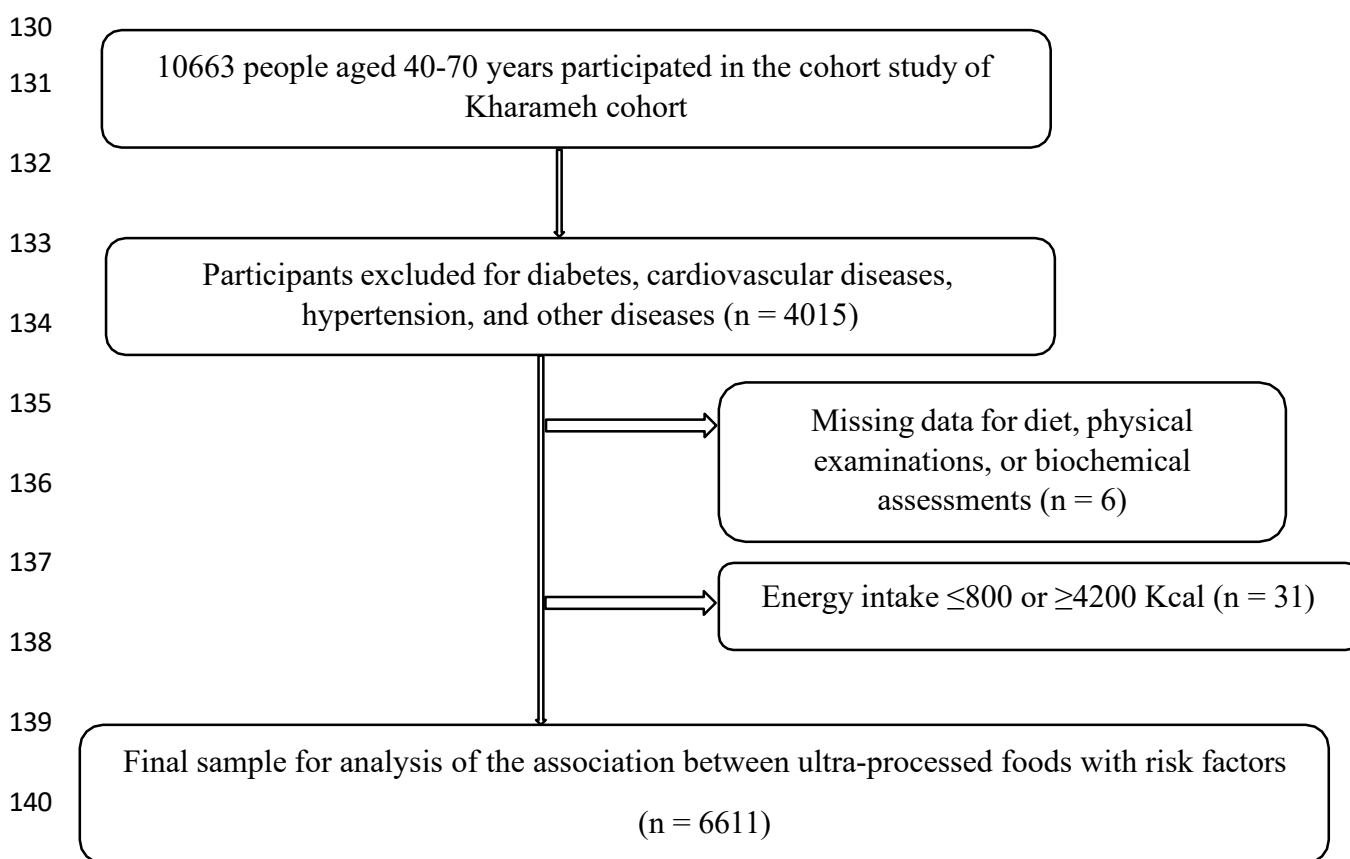 130
10663 people aged 40-70 years participated in the cohort study of
131
Kharameh cohort
132
133
Participants excluded for diabetes, cardiovascular diseases,
134
hypertension, and other diseases (n = 4015)
135
Missing data for diet, physical
136
examinations, or biochemical
assessments (n = 6)
137
Energy intake ≤800 or ≥4200 Kcal (n = 31)
138
139
Final sample for analysis of the association between ultra-processed foods with risk factors
140
(n = 6611)